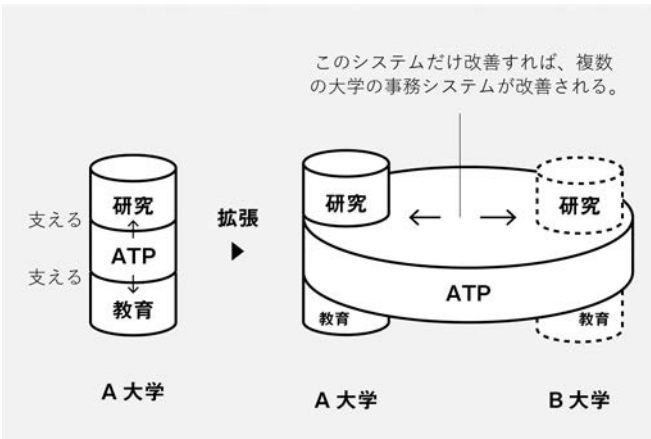 このシステムだけ改善すれば、複数
の大学の事務システムが改善される。
研究
支える
ATP
支える
教育
A 大学
拡張
研究
研究
ATP
教育
教育
A 大学
B 大学